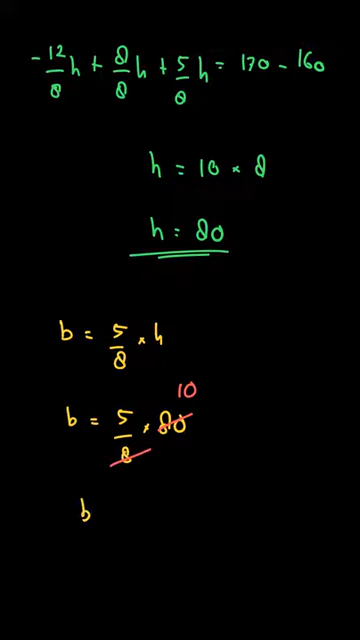 -12/8 h + 8/8 h + 5/8 h = 170 - 160
h = 10 × 8
h = 80
b = 5/8 × h
10
b = 5/8 × 80
b